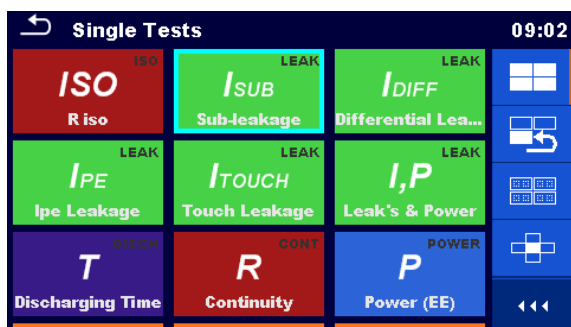 Single Tests 09:02
ISO
ISO
R iso
LEAK
ISUB
Sub-leakage
LEAK
IDIFF
Differential Lea...
LEAK
IPE
Ipe Leakage
LEAK
ITOUCH
Touch Leakage
LEAK
I,P
Leak's & Power
DISCH
T
Discharging Time
CONT
R
Continuity
POWER
P
Power (EE)